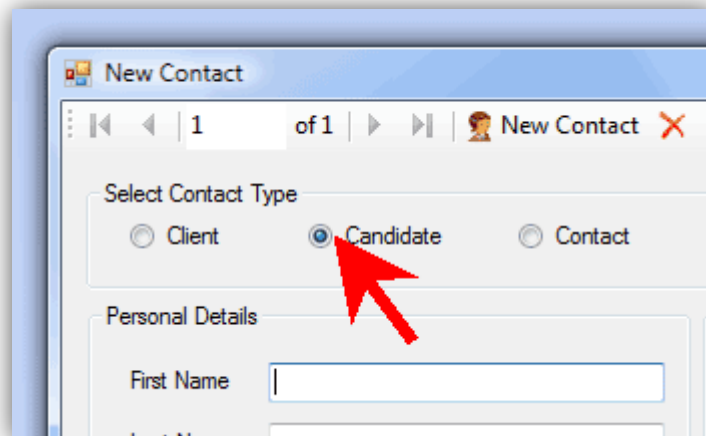 New Contact
1 of 1 New Contact
Select Contact Type
Client Candidate Contact
Personal Details
First Name